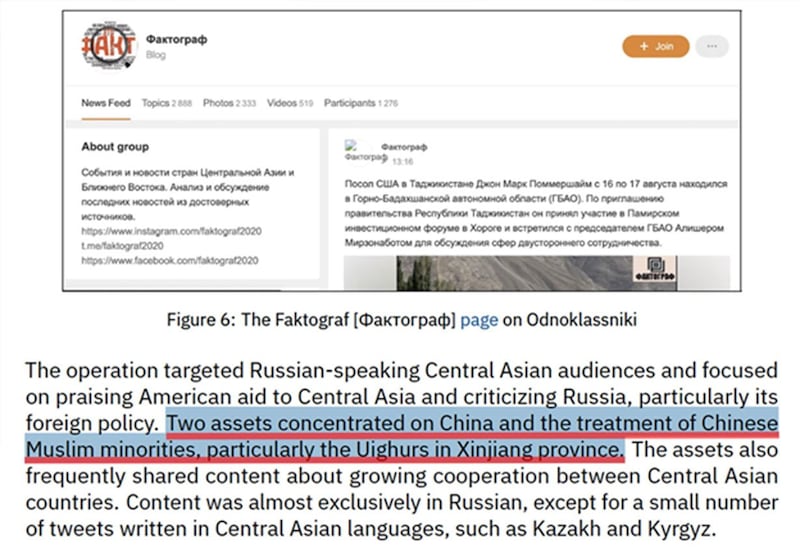 ФАКТ
Фактограф
Blog
+ Join
...
News Feed Topics 2 888 Photos 2 333 Videos 519 Participants 1 276
About group
События и новости стран Центральной Азии и
Ближнего Востока. Анализ и обсуждение
последних новостей из достоверных
источников.
https://www.instagram.com/faktograf2020
t.me/faktograf2020
https://www.facebook.com/faktograf2020
Фактограф
Фактограф
13:16
Посол США в Таджикистане Джон Марк Поммершайм с 16 по 17 августа находился
в Горно-Бадахшанской автономной области (ГБАО). По приглашению
правительства Республики Таджикистан он принял участие в Памирском
инвестиционном форуме в Хороге и встретился с председателем ГБАО Алишером
Мирзонаботом для обсуждения сфер двустороннего сотрудничества.
ФАКТОГРАФ
Figure 6: The Faktograf [Фактограф] page on Odnoklassniki
The operation targeted Russian-speaking Central Asian audiences and focused
on praising American aid to Central Asia and criticizing Russia, particularly its
foreign policy. Two assets concentrated on China and the treatment of Chinese
Muslim minorities, particularly the Uighurs in Xinjiang province. The assets also
frequently shared content about growing cooperation between Central Asian
countries. Content was almost exclusively in Russian, except for a small number
of tweets written in Central Asian languages, such as Kazakh and Kyrgyz.